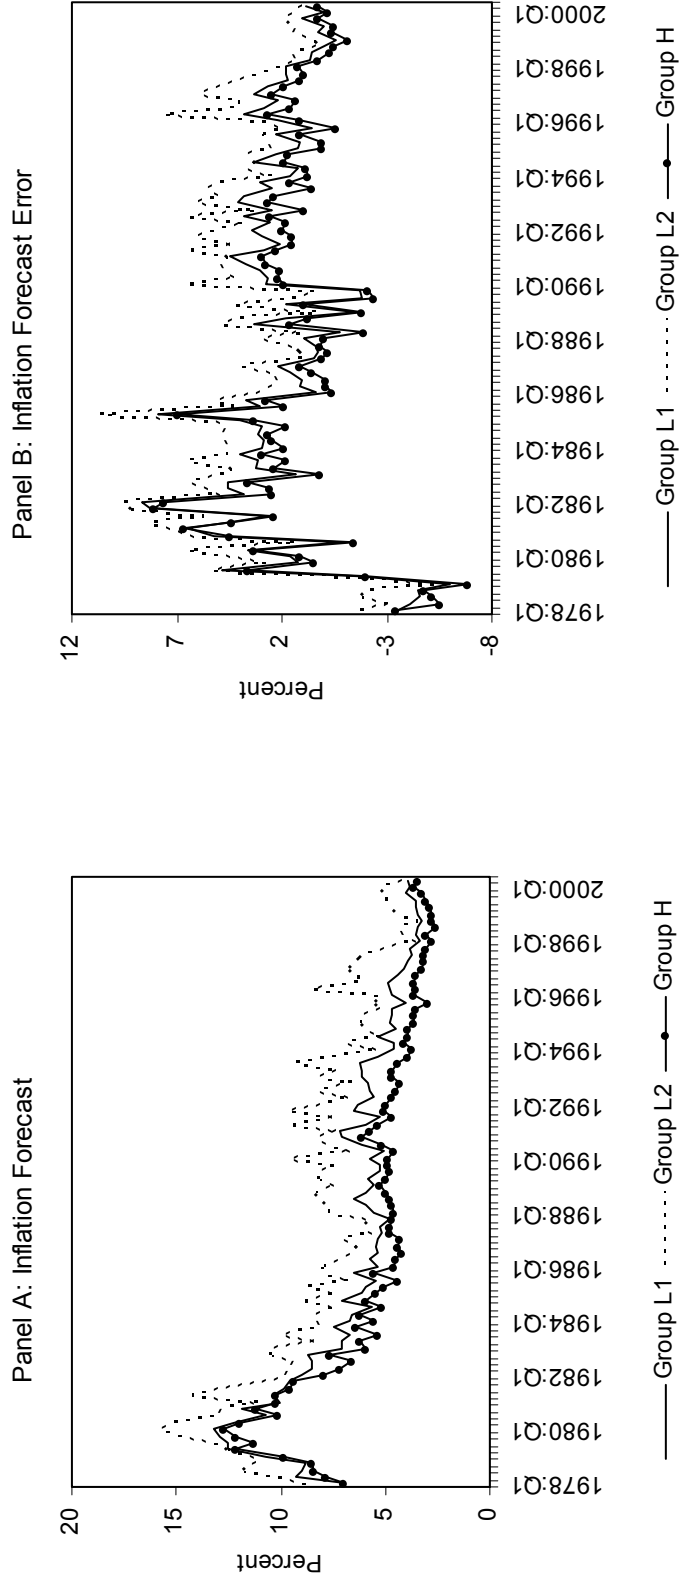 Panel A: Inflation Forecast
20
15
10
5
0
Percent
1978:Q1
1980:Q1
1982:Q1
1984:Q1
1986:Q1
1988:Q1
1990:Q1
1992:Q1
1994:Q1
1996:Q1
1998:Q1
2000:Q1
Group L1 Group L2 Group H
Panel B: Inflation Forecast Error
12
7
2
-3
-8
Percent
1978:Q1
1980:Q1
1982:Q1
1984:Q1
1986:Q1
1988:Q1
1990:Q1
1992:Q1
1994:Q1
1996:Q1
1998:Q1
2000:Q1
Group L1 Group L2 Group H